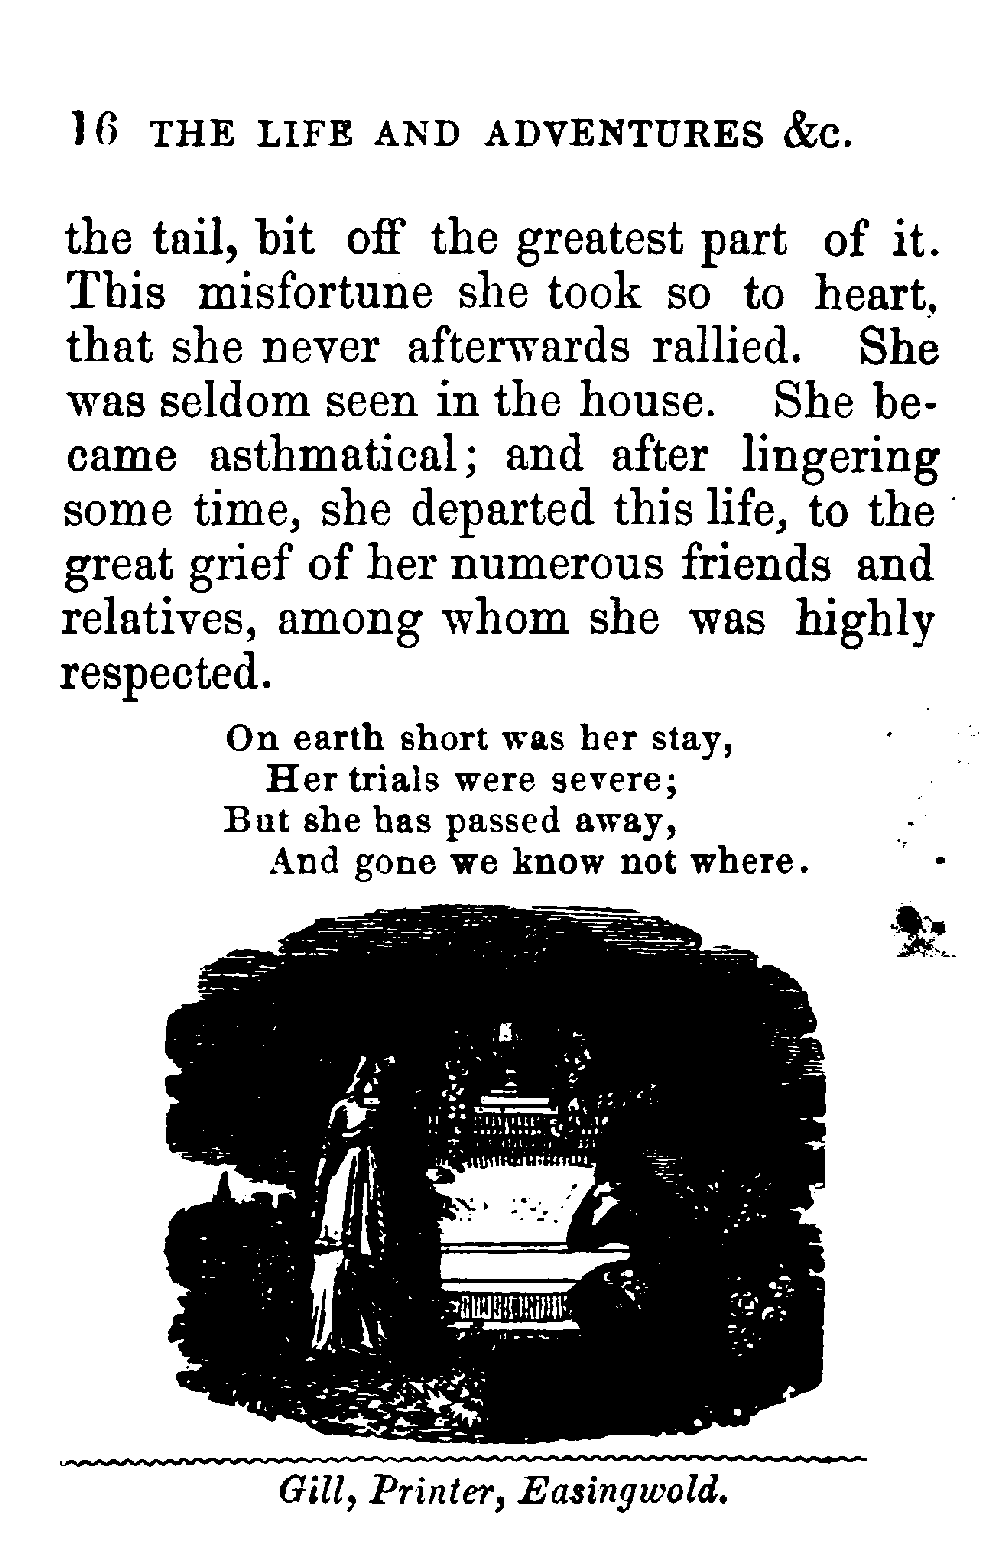 16 THE LIFE AND ADVENTURES &c.
the tail, bit off the greatest part of it.
This misfortune she took so to heart,
that she never afterwards rallied. She
was seldom seen in the house. She be-
came asthmatical; and after lingering
some time, she departed this life, to the
great grief of her numerous friends and
relatives, among whom she was highly
respected.
On earth short was her stay,
Her trials were severe;
But she has passed away,
And gone we know not where.
Gill, Printer, Easingwold.